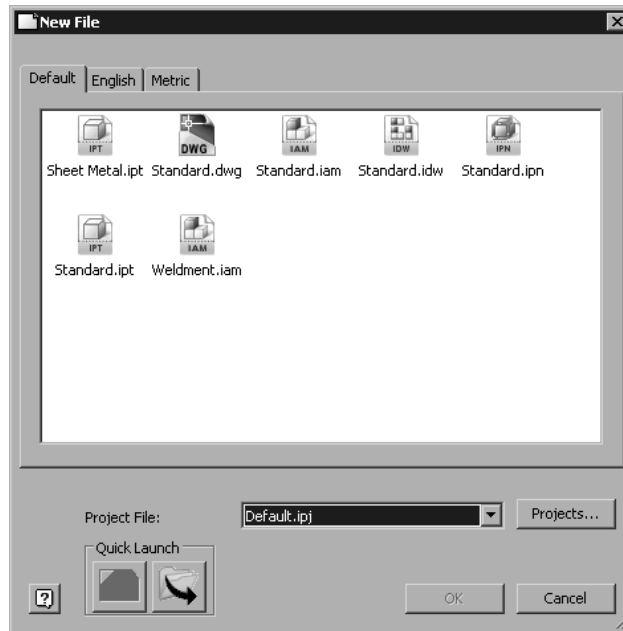 New File
Default English Metric
IPT DWG IAM IDW IPN
Sheet Metal.ipt Standard.dwg Standard.iam Standard.idw Standard.ipn
IPT IAM
Standard.ipt Weldment.iam
Project File: Default.ipj Projects...
Quick Launch
OK Cancel